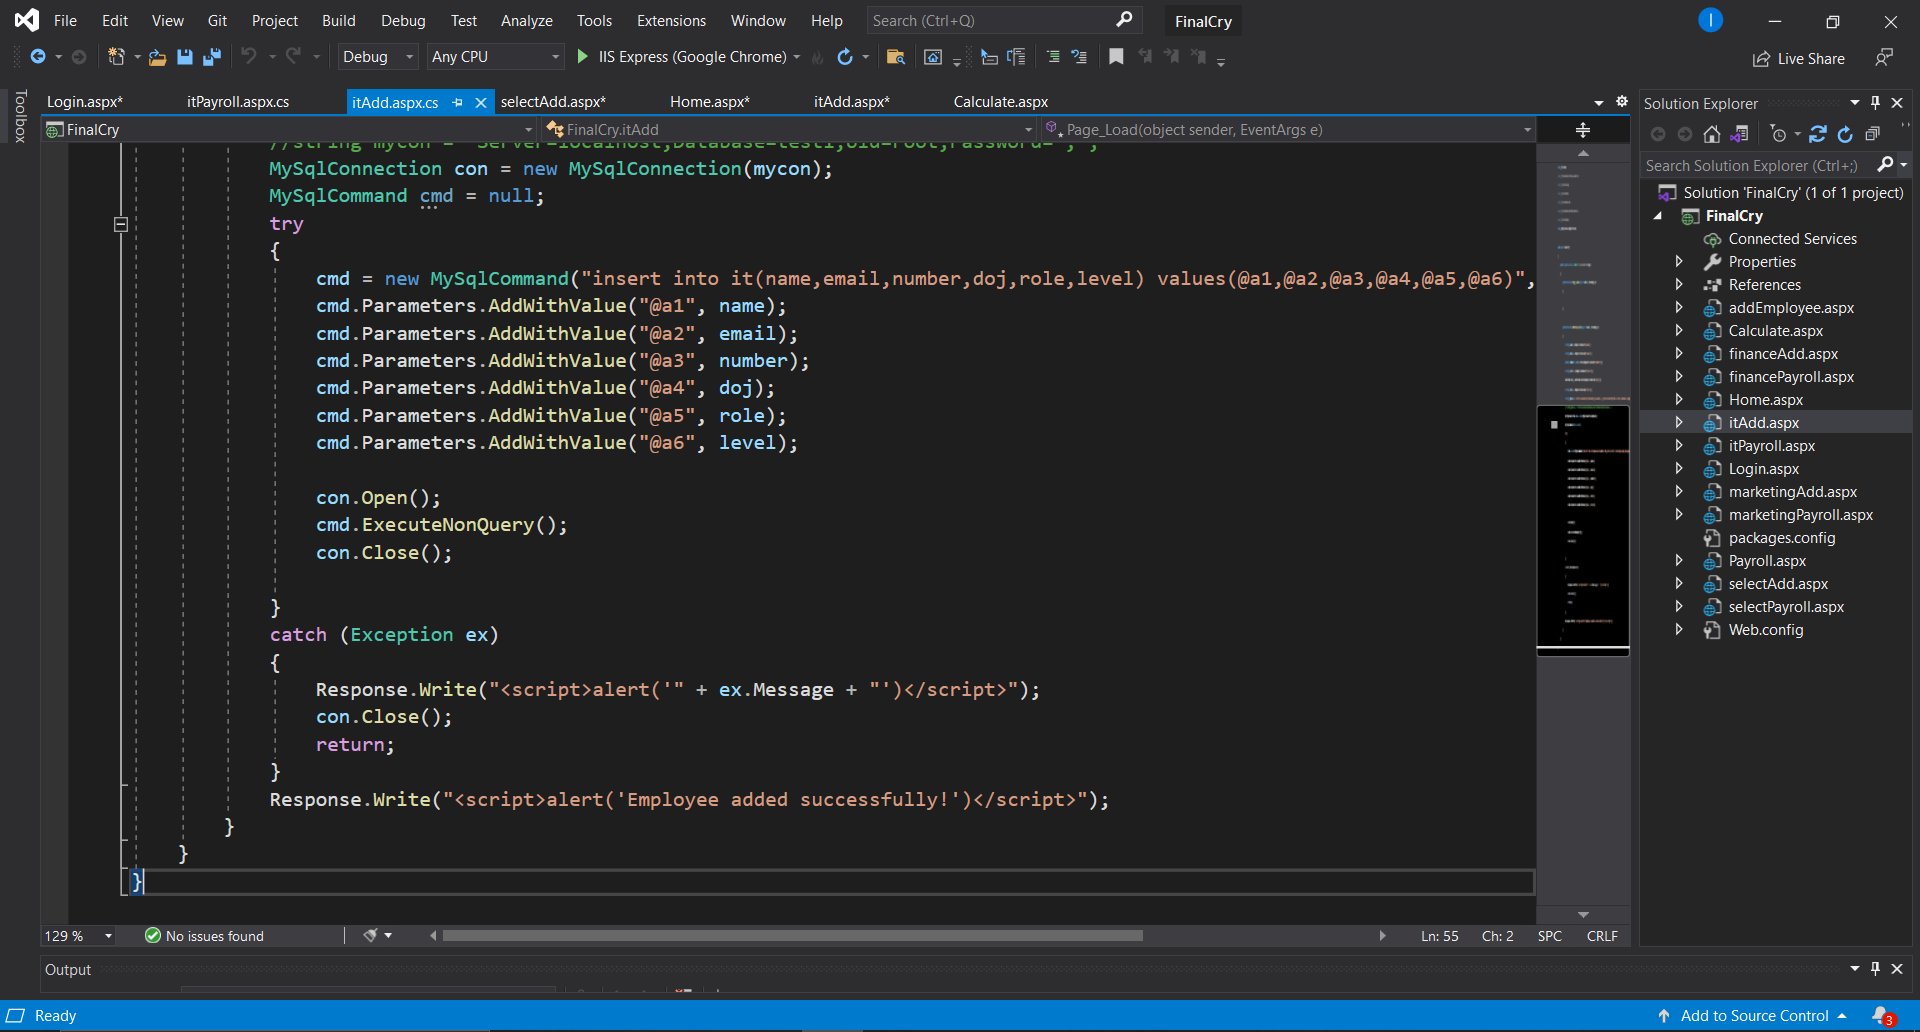 File Edit View Git Project Build Debug Test Analyze Tools Extensions Window Help Search (Ctrl+Q) FinalCry I
Debug Any CPU IIS Express (Google Chrome) Live Share
Toolbox
Login.aspx* itPayroll.aspx.cs itAdd.aspx.cs selectAdd.aspx* Home.aspx* itAdd.aspx* Calculate.aspx
FinalCry FinalCry.itAdd Page_Load(object sender, EventArgs e)
//string mycon = "Server=localhost;Database=test1;Uid=root;Password=";";
MySqlConnection con = new MySqlConnection(mycon);
MySqlCommand cmd = null;
try
{
cmd = new MySqlCommand("insert into it(name,email,number,doj,role,level) values(@a1,@a2,@a3,@a4,@a5,@a6)",
cmd.Parameters.AddWithValue("@a1", name);
cmd.Parameters.AddWithValue("@a2", email);
cmd.Parameters.AddWithValue("@a3", number);
cmd.Parameters.AddWithValue("@a4", doj);
cmd.Parameters.AddWithValue("@a5", role);
cmd.Parameters.AddWithValue("@a6", level);
con.Open();
cmd.ExecuteNonQuery();
con.Close();
}
catch (Exception ex)
{
Response.Write("<script>alert('" + ex.Message + "')</script>");
con.Close();
return;
}
Response.Write("<script>alert('Employee added successfully!')</script>");
}
}
}
129 % No issues found Ln: 55 Ch: 2 SPC CRLF
Output
Solution Explorer
Search Solution Explorer (Ctrl+;)
Solution 'FinalCry' (1 of 1 project)
FinalCry
Connected Services
Properties
References
addEmployee.aspx
Calculate.aspx
financeAdd.aspx
financePayroll.aspx
Home.aspx
itAdd.aspx
itPayroll.aspx
Login.aspx
marketingAdd.aspx
marketingPayroll.aspx
packages.config
Payroll.aspx
selectAdd.aspx
selectPayroll.aspx
Web.config
Ready Add to Source Control 3